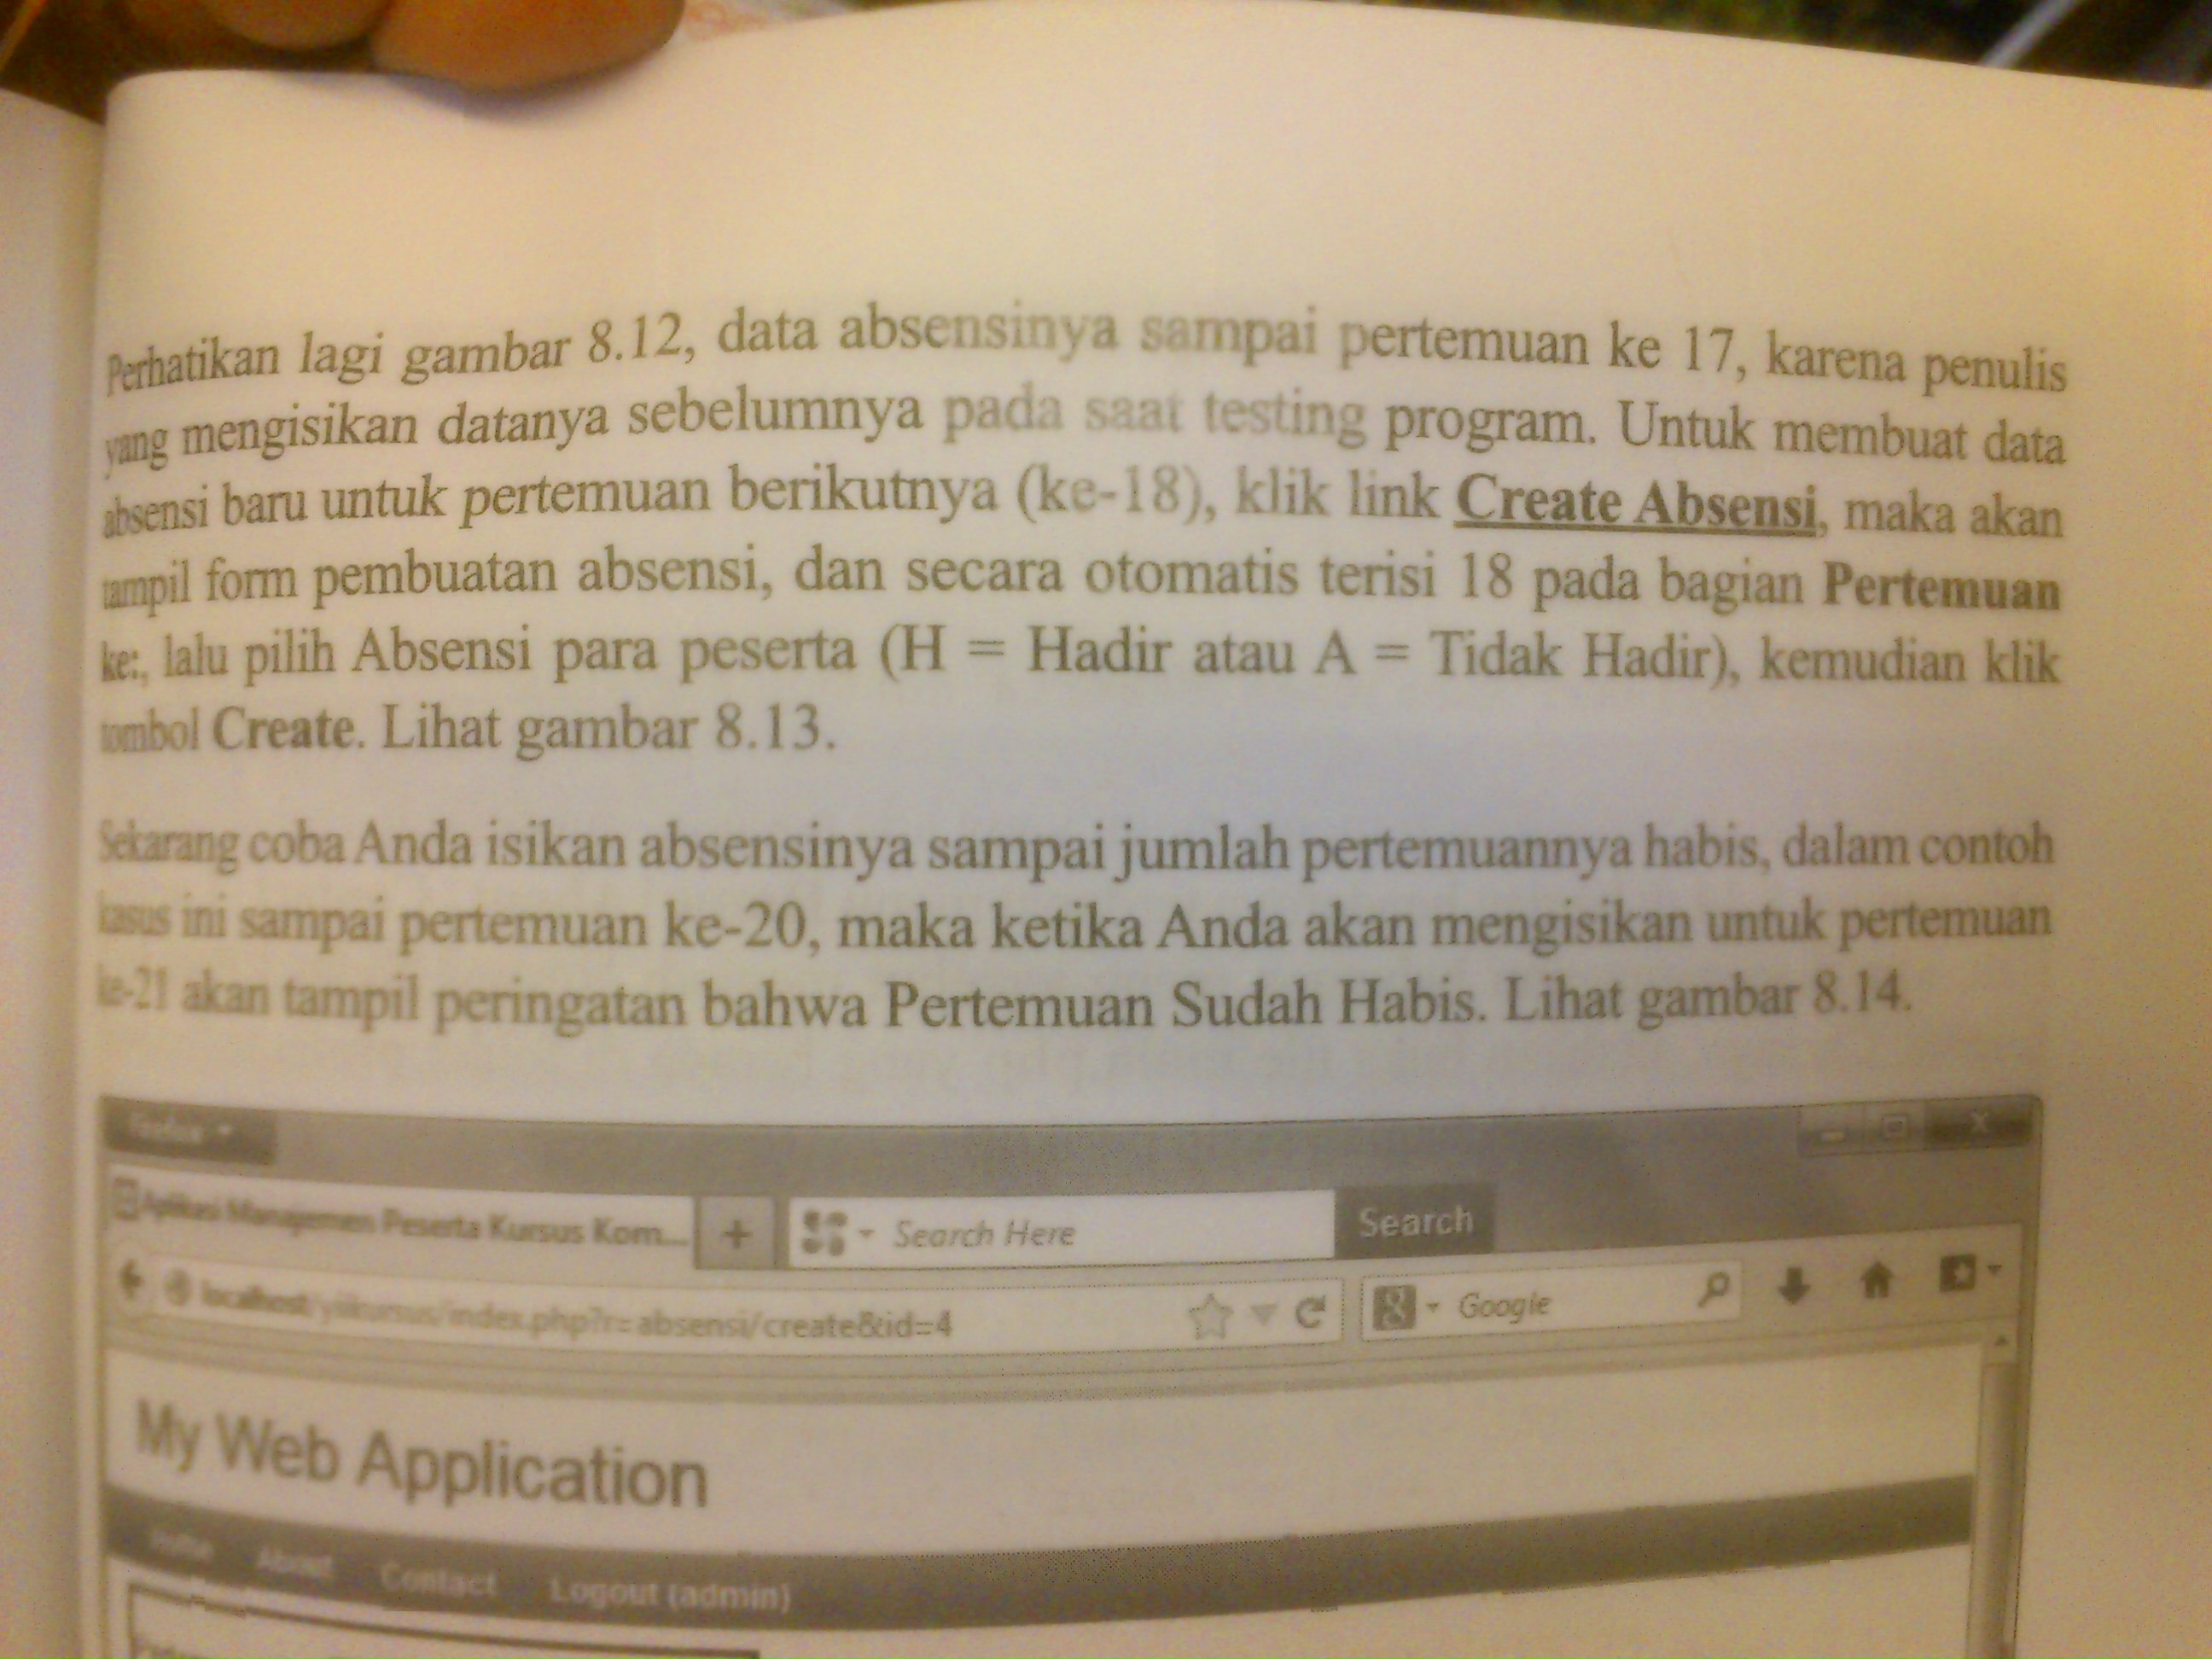 Perhatikan lagi gambar 8.12, data absensinya sampai pertemuan ke 17, karena penulis
yang mengisikan datanya sebelumnya pada saat testing program. Untuk membuat data
absensi baru untuk pertemuan berikutnya (ke-18), klik link Create Absensi, maka akan
tampil form pembuatan absensi, dan secara otomatis terisi 18 pada bagian Pertemuan
ke:, lalu pilih Absensi para peserta (H = Hadir atau A = Tidak Hadir), kemudian klik
tombol Create. Lihat gambar 8.13.
Sekarang coba Anda isikan absensinya sampai jumlah pertemuannya habis, dalam contoh
kasus ini sampai pertemuan ke-20, maka ketika Anda akan mengisikan untuk pertemuan
ke-21 akan tampil peringatan bahwa Pertemuan Sudah Habis. Lihat gambar 8.14.
Firefox
Aplikasi Manajemen Peserta Kursus Kom... + Search Here Search
localhost/yiikursus/index.php?r=absensi/create&id=4 Google
My Web Application
Home About Contact Logout (admin)